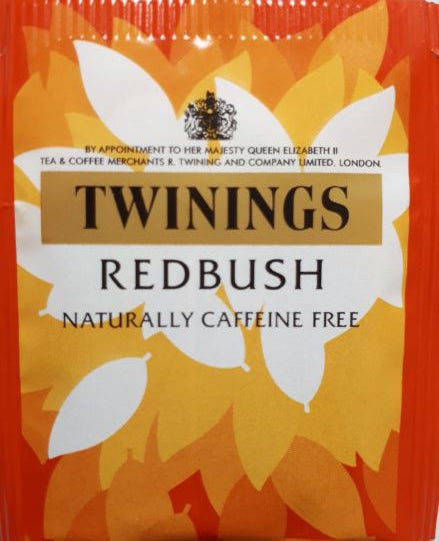 BY APPOINTMENT TO HER MAJESTY QUEEN ELIZABETH II
TEA & COFFEE MERCHANTS R. TWINING AND COMPANY LIMITED. LONDON.
TWININGS
REDBUSH
NATURALLY CAFFEINE FREE